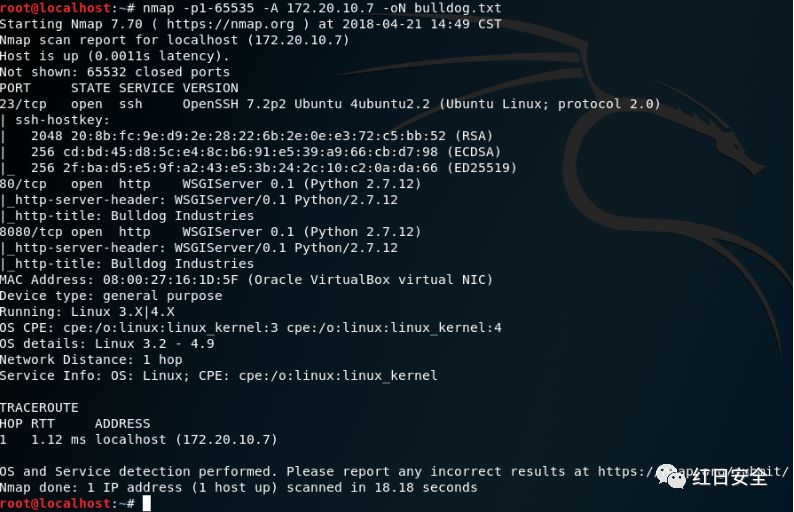 root@localhost:~# nmap -p1-65535 -A 172.20.10.7 -oN bulldog.txt
Starting Nmap 7.70 ( https://nmap.org ) at 2018-04-21 14:49 CST
Nmap scan report for localhost (172.20.10.7)
Host is up (0.0011s latency).
Not shown: 65532 closed ports
PORT     STATE SERVICE VERSION
23/tcp   open  ssh     OpenSSH 7.2p2 Ubuntu 4ubuntu2.2 (Ubuntu Linux; protocol 2.0)
| ssh-hostkey:
|   2048 20:8b:fc:9e:d9:2e:28:22:6b:2e:0e:e3:72:c5:bb:52 (RSA)
|   256 cd:bd:45:d8:5c:e4:8c:b6:91:e5:39:a9:66:cb:d7:98 (ECDSA)
|_  256 2f:ba:d5:e5:9f:a2:43:e5:3b:24:2c:10:c2:0a:da:66 (ED25519)
80/tcp   open  http    WSGIServer 0.1 (Python 2.7.12)
|_http-server-header: WSGIServer/0.1 Python/2.7.12
|_http-title: Bulldog Industries
8080/tcp open  http    WSGIServer 0.1 (Python 2.7.12)
|_http-server-header: WSGIServer/0.1 Python/2.7.12
|_http-title: Bulldog Industries
MAC Address: 08:00:27:16:1D:5F (Oracle VirtualBox virtual NIC)
Device type: general purpose
Running: Linux 3.X|4.X
OS CPE: cpe:/o:linux:linux_kernel:3 cpe:/o:linux:linux_kernel:4
OS details: Linux 3.2 - 4.9
Network Distance: 1 hop
Service Info: OS: Linux; CPE: cpe:/o:linux:linux_kernel
TRACEROUTE
HOP RTT     ADDRESS
1   1.12 ms localhost (172.20.10.7)
OS and Service detection performed. Please report any incorrect results at
Nmap done: 1 IP address (1 host up) scanned in 18.18 seconds
红日安全
root@localhost:~#